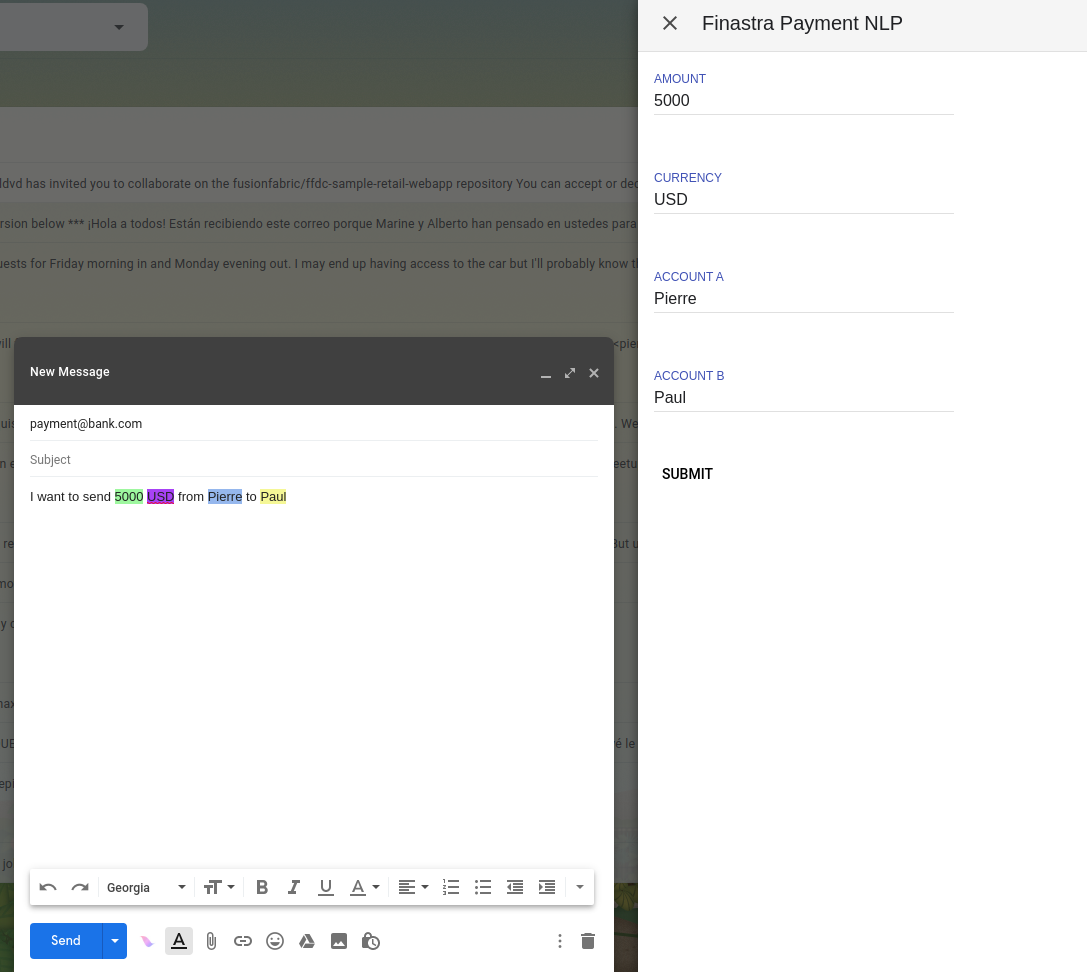 Finastra Payment NLP
AMOUNT
5000
CURRENCY
USD
ACCOUNT A
Pierre
ACCOUNT B
Paul
SUBMIT
ldvd has invited you to collaborate on the fusionfabric/ffdc-sample-retail-webapp repository You can accept or dec
rsion below *** ¡Hola a todos! Están recibiendo este correo porque Marine y Alberto han pensado en ustedes para
uests for Friday morning in and Monday evening out. I may end up having access to the car but I'll probably know
vill
<pie
New Message
payment@bank.com
Subject
I want to send 5000 USD from Pierre to Paul
. We
But u
Georgia
Send